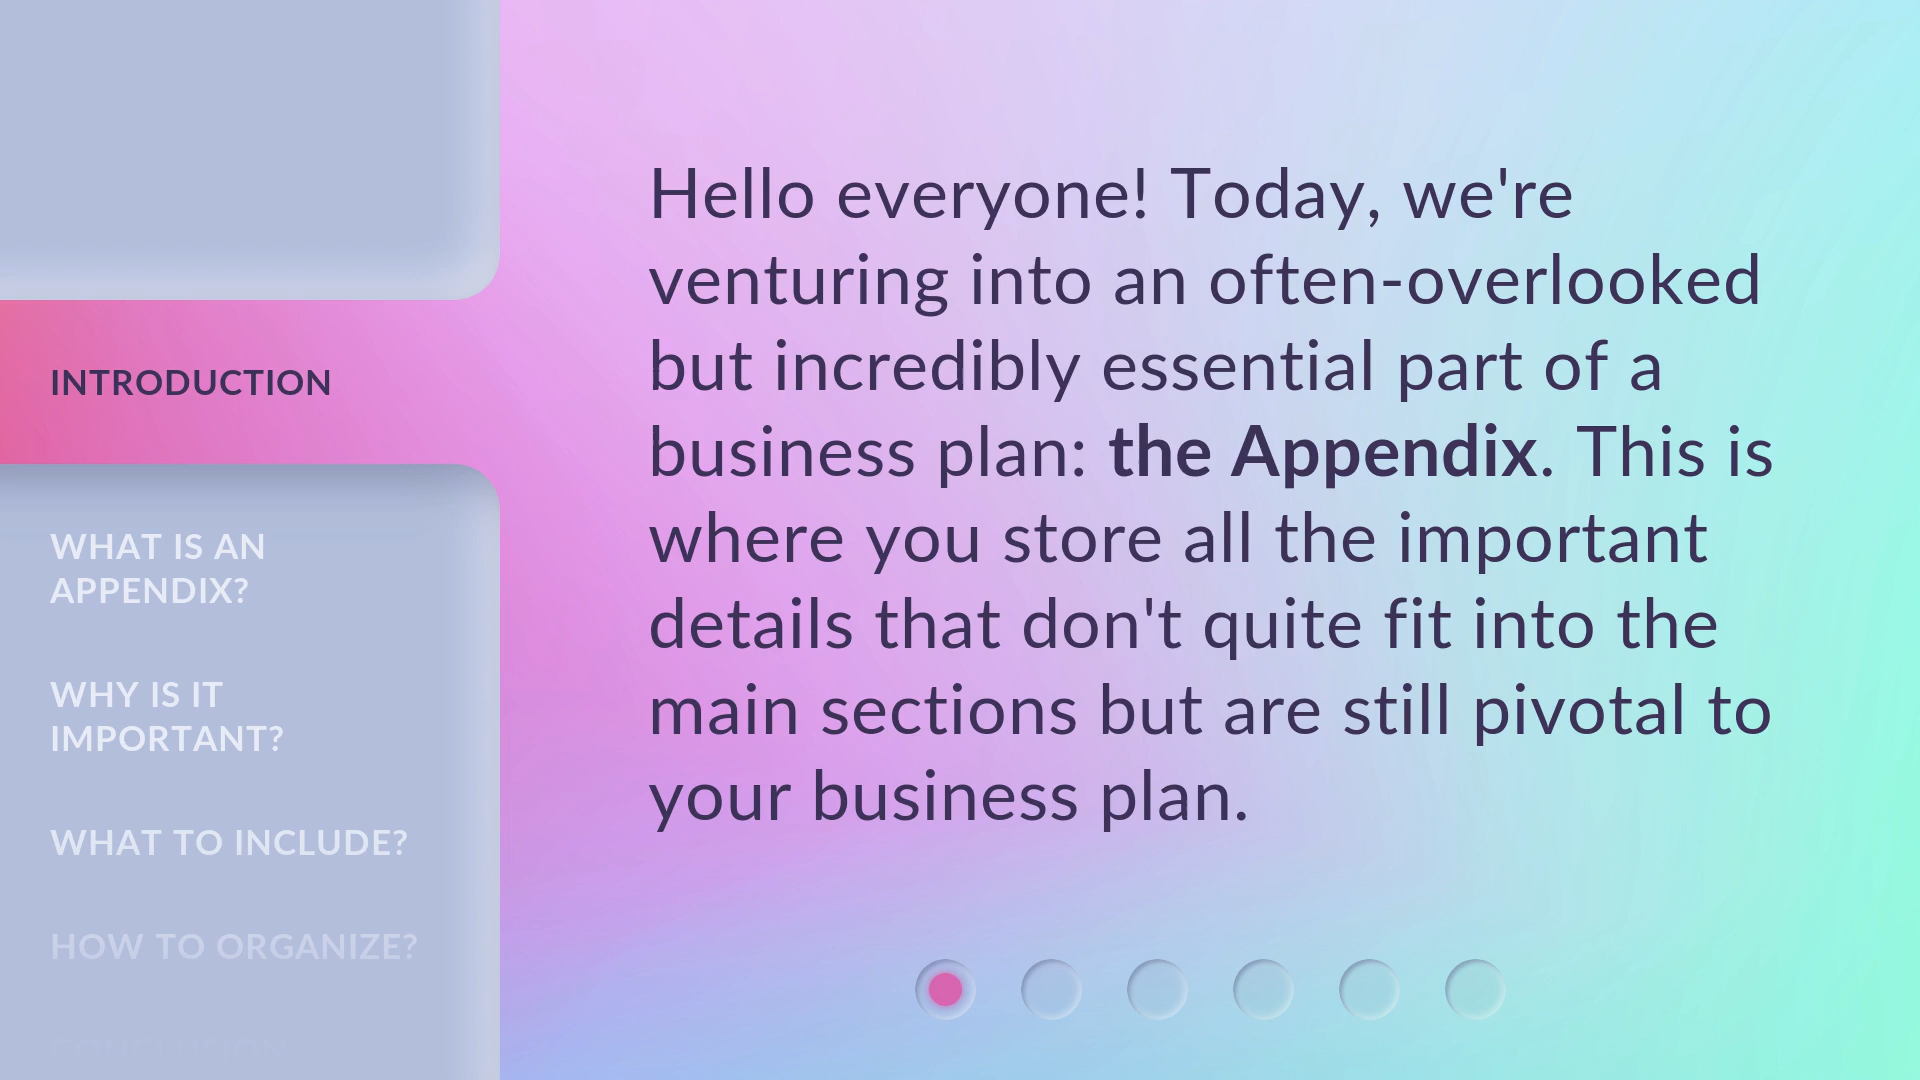 INTRODUCTION
WHAT IS AN
APPENDIX?
WHY IS IT
IMPORTANT?
WHAT TO INCLUDE?
HOW TO ORGANIZE?
CONCLUSION
Hello everyone! Today, we're
venturing into an often-overlooked
but incredibly essential part of a
business plan: the Appendix. This is
where you store all the important
details that don't quite fit into the
main sections but are still pivotal to
your business plan.